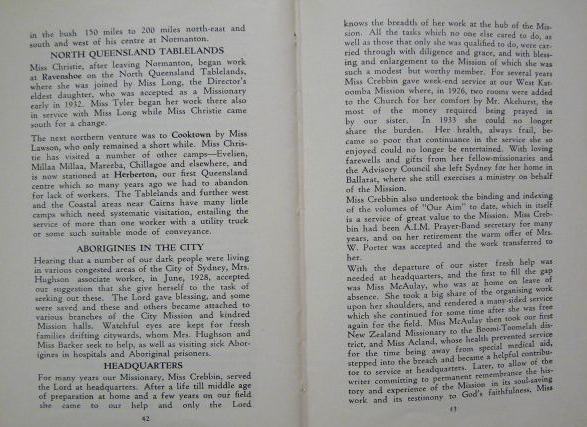 in the bush 150 miles to 200 miles north-east and
south and west of his centre at Normanton.
NORTH QUEENSLAND TABLELANDS
Miss Christie, after leaving Normanton, began work
at Ravenshoe on the North Queensland Tablelands,
where she was joined by Miss Long, the Director's
eldest daughter, who was accepted as a Missionary
early in 1932. Miss Tyler began her work there also
in service with Miss Long while Miss Christie came
south for a change.
The next northern venture was to Cooktown by Miss
Lawson, who only remained a short while. Miss Chris-
tie has visited a number of other camps—Evelien,
Millaa Millaa, Mareeba, Chillagoe and elsewhere, and
is now stationed at Herberton, our first Queensland
centre which so many years ago we had to abandon
for lack of workers. The Tablelands and further west
and the Coastal areas near Cairns have many little
camps which need systematic visitation, entailing the
service of more than one worker with a utility truck
or some such suitable mode of conveyance.
ABORIGINES IN THE CITY
Hearing that a number of our dark people were living
in various congested areas of the City of Sydney, Mrs.
Hughson associate worker, in June, 1928, accepted
our suggestion that she give herself to the task of
seeking out these. The Lord gave blessing, and some
were saved and these and others became attached to
various branches of the City Mission and kindred
Mission halls. Watchful eyes are kept for fresh
families drifting citywards, whom Mrs. Hughson and
Miss Barker seek to help, as well as visiting sick Abor-
igines in hospitals and Aboriginal prisoners.
HEADQUARTERS
For many years our Missionary, Miss Crebbin, served
the Lord at headquarters. After a life till middle age
of preparation at home and a few years on our field
she came to our help and only the Lord
42
knows the breadth of her work at the hub of the Mis-
sion. All the tasks which no one else cared to do, as
well as those that only she was qualified to do, were car-
ried through with diligence and grace, and with bless-
ing and enlargement to the Mission of which she was
such a modest but worthy member. For several years
Miss Crebbin gave week-end service at our West Kat-
oomba Mission where, in 1926, two rooms were added
to the Church for her comfort by Mr. Akehurst, the
most of the money required being prayed in
by our sister. In 1933 she could no longer
share the burden. Her health, always frail, be-
came so poor that continuance in the service she so
enjoyed could no longer be entertained. With loving
farewells and gifts from her fellow-missionaries and
the Advisory Council she left Sydney for her home in
Ballarat, where she still exercises a ministry on behalf
of the Mission.
Miss Crebbin also undertook the binding and indexing
of the volumes of "Our Aim" to date, which in itself
is a service of great value to the Mission. Miss Creb-
bin had been A.I.M. Prayer-Band secretary for many
years, and on her retirement the warm offer of Mrs.
W. Porter was accepted and the work transferred to
her.
With the departure of our sister fresh help was
needed at headquarters, and the first to fill the gap
was Miss McAulay, who was at home on leave of
absence. She took a big share of the organising work
upon her shoulders, and rendered a many-sided service
which she continued for some time after she was free
again for the field. Miss McAulay then took our first
New Zealand Missionary to the Boomi-Toomelah dis-
trict, and Miss Acland, whose health prevented service
for the time being away from special medical aid,
stepped into the breach and became a helpful contribu-
tor to service at headquarters. Later, to allow of the
writer committing to permanent remembrance the his-
tory and experience of the Mission in its soul-saving
work and its testimony to God's faithfulness, Miss
43